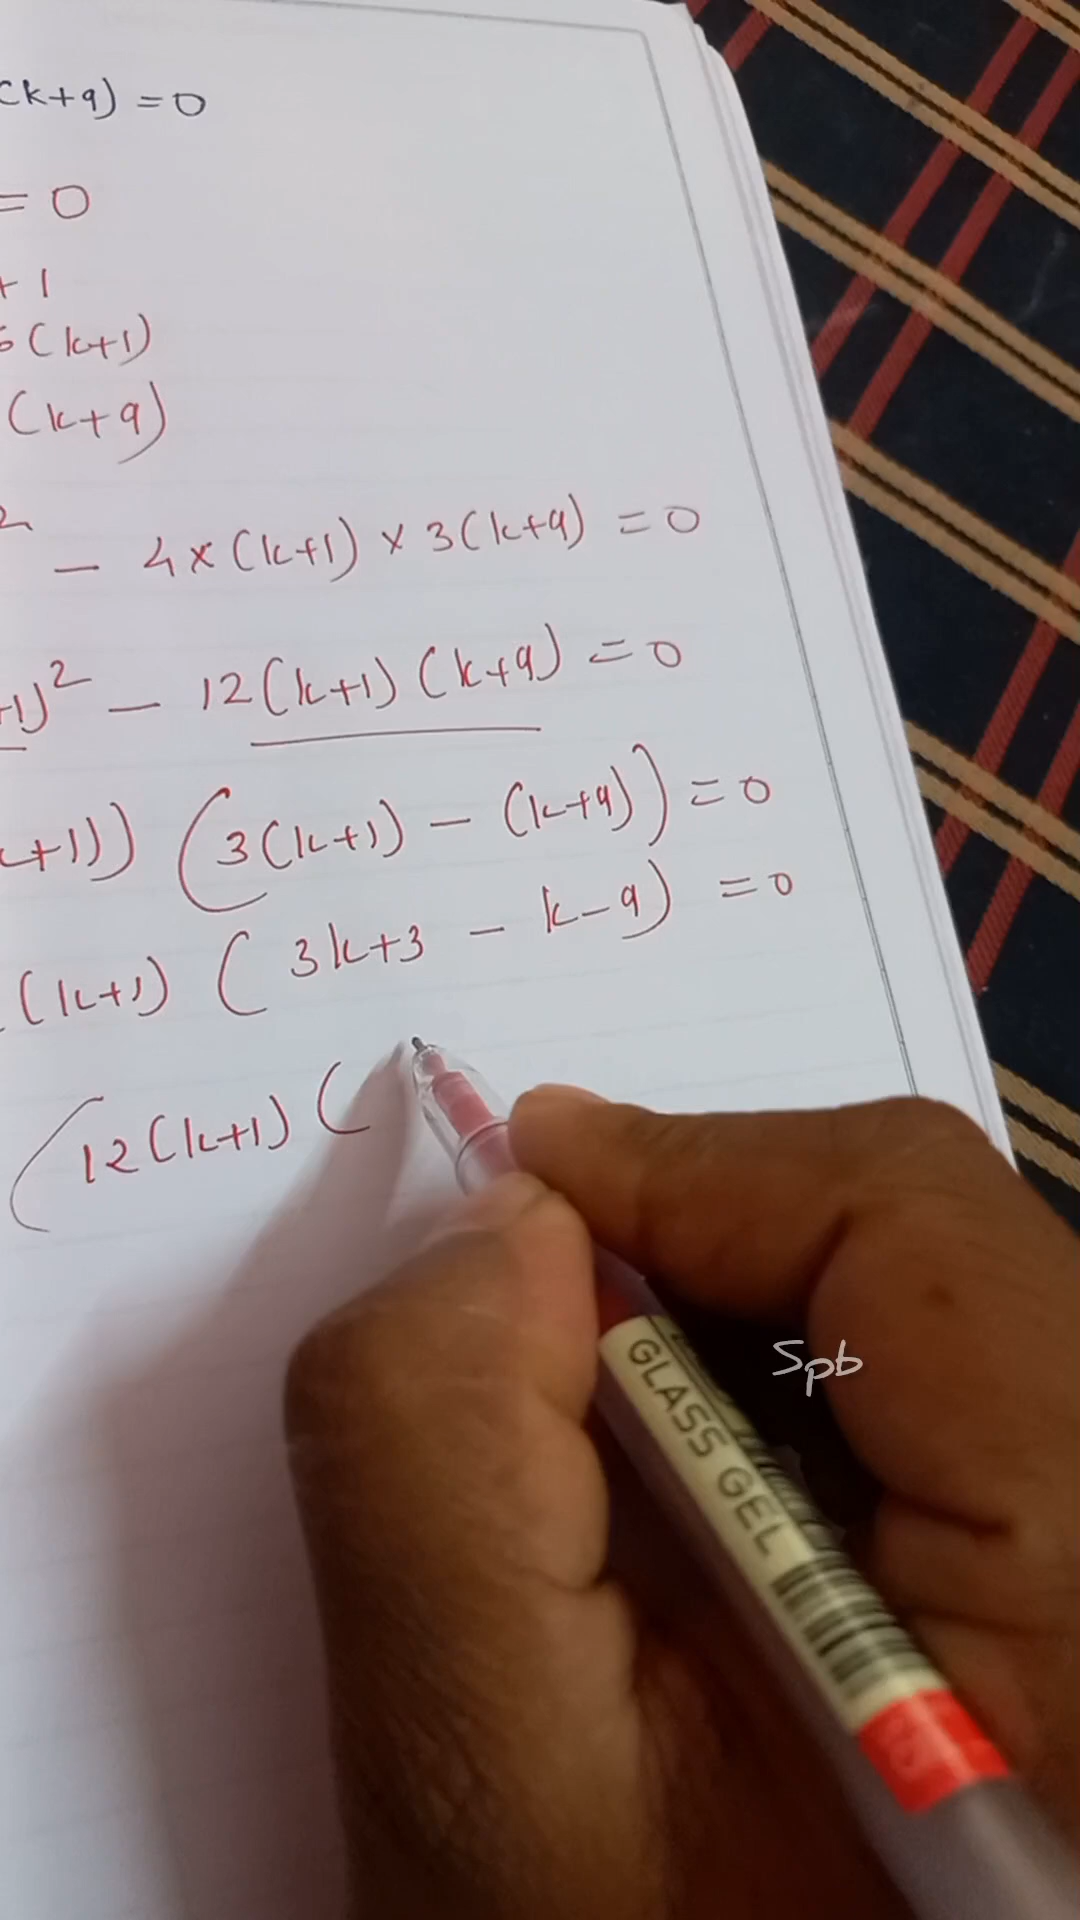 (k+9) = 0
= 0
+ 1
6(k+1)
(k+9)
2 - 4×(k+1) × 3(k+9) = 0
+1)² - 12(k+1)(k+9) = 0
k+1)) (3(k+1) - (k+9)) = 0
(k+1) (3k+3 - k-9) = 0
12(k+1) (
Spb
GLASS GEL